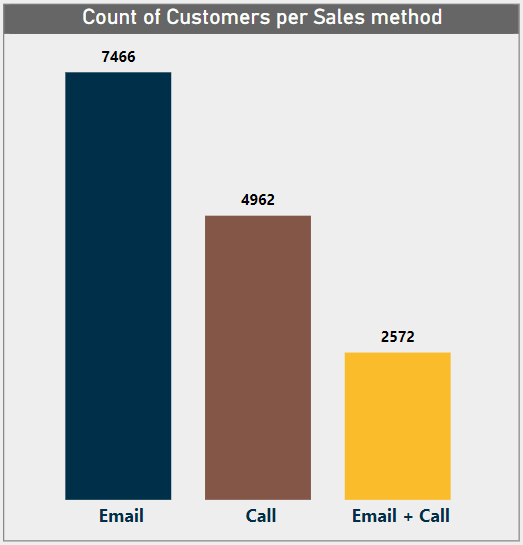 Count of Customers per Sales method
7466
4962
2572
Email
Call
Email + Call